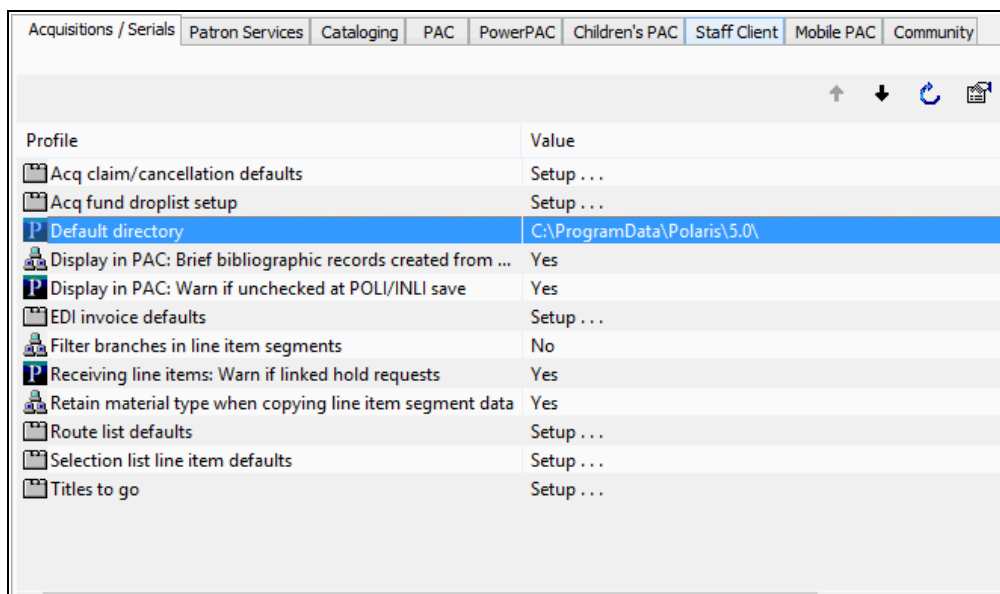 Acquisitions / Serials Patron Services Cataloging PAC PowerPAC Children's PAC Staff Client Mobile PAC Community
Profile Value
Acq claim/cancellation defaults Setup . . .
Acq fund droplist setup Setup . . .
P Default directory C:\ProgramData\Polaris\5.0\
Display in PAC: Brief bibliographic records created from ... Yes
P Display in PAC: Warn if unchecked at POLI/INLI save Yes
EDI invoice defaults Setup . . .
Filter branches in line item segments No
P Receiving line items: Warn if linked hold requests Yes
Retain material type when copying line item segment data Yes
Route list defaults Setup . . .
Selection list line item defaults Setup . . .
Titles to go Setup . . .